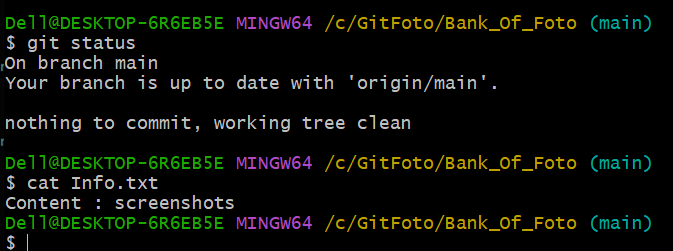 Dell@DESKTOP-6R6EB5E MINGW64 /c/GitFoto/Bank_Of_Foto (main)
$ git status
On branch main
Your branch is up to date with 'origin/main'.
nothing to commit, working tree clean
Dell@DESKTOP-6R6EB5E MINGW64 /c/GitFoto/Bank_Of_Foto (main)
$ cat Info.txt
Content : screenshots
Dell@DESKTOP-6R6EB5E MINGW64 /c/GitFoto/Bank_Of_Foto (main)
$